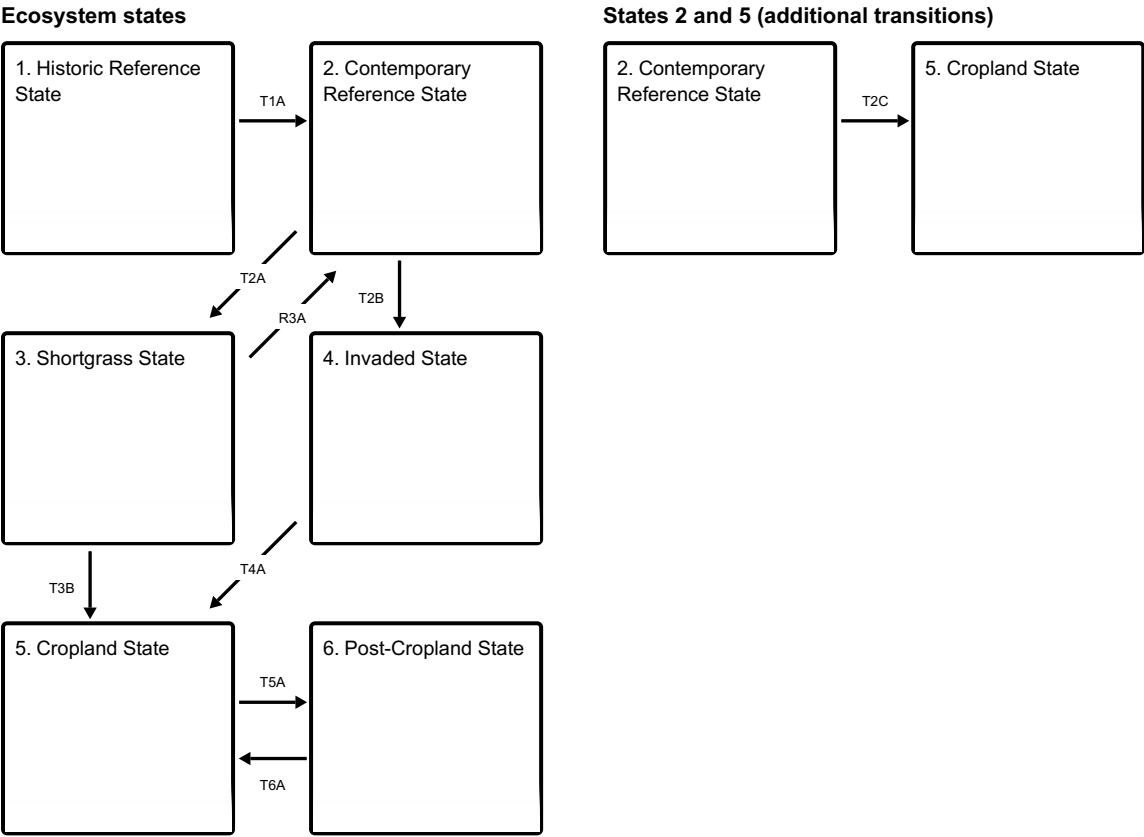 Ecosystem states
1. Historic Reference
State
T1A
2. Contemporary
Reference State
T2A
R3A
T2B
3. Shortgrass State
4. Invaded State
T3B
T4A
5. Cropland State
T5A
T6A
6. Post-Cropland State
States 2 and 5 (additional transitions)
2. Contemporary
Reference State
T2C
5. Cropland State